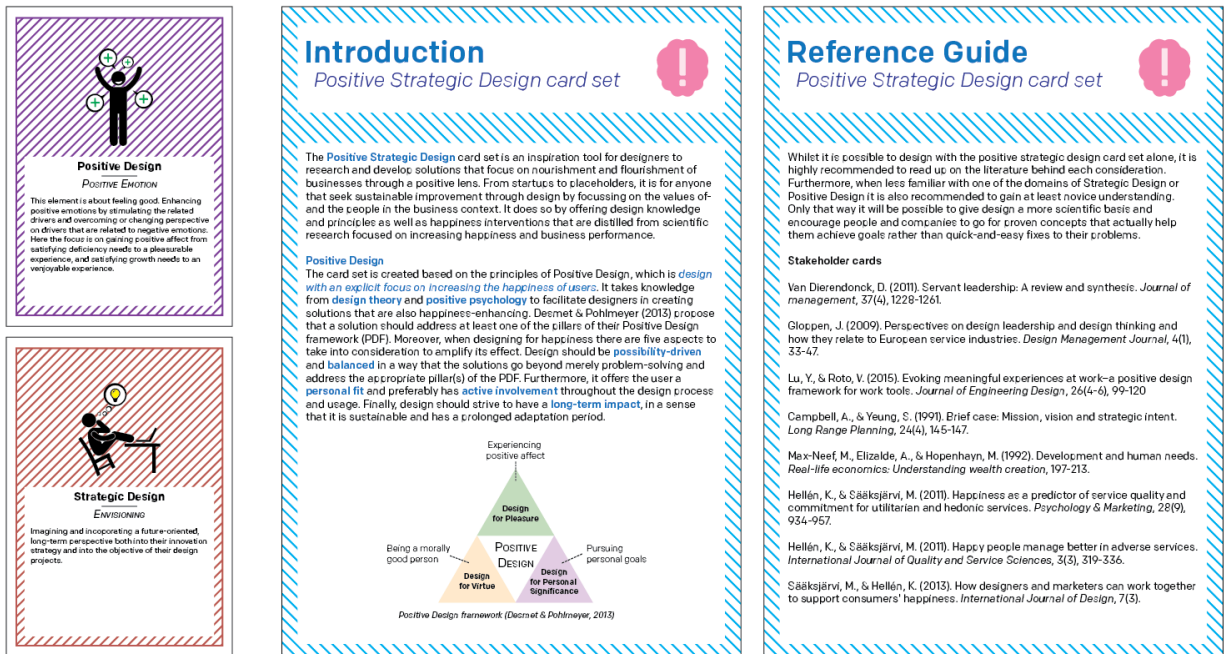 Positive Design
POSITIVE EMOTION
This element is about feeling good. Enhancing
positive emotions by stimulating the related
drivers and overcoming or changing perspective
on drivers that are related to negative emotions.
Here the focus is on gaining positive affect from
satisfying deficiency needs to a pleasurable
experience, and satisfying growth needs to an
venjoyable experience.
Strategic Design
ENVISIONING
Imagining and incoporating a future-oriented,
long-term perspective both into their innovation
strategy and into the objective of their design
projects.
Introduction
Positive Strategic Design card set
!
The Positive Strategic Design card set is an inspiration tool for designers to
research and develop solutions that focus on nourishment and flourishment of
businesses through a positive lens. From startups to placeholders, it is for anyone
that seek sustainable improvement through design by focussing on the values of-
and the people in the business context. It does so by offering design knowledge
and principles as well as happiness interventions that are distilled from scientific
research focused on increasing happiness and business performance.
Positive Design
The card set is created based on the principles of Positive Design, which is design
with an explicit focus on increasing the happiness of users. It takes knowledge
from design theory and positive psychology to facilitate designers in creating
solutions that are also happiness-enhancing. Desmet & Pohlmeyer (2013) propose
that a solution should address at least one of the pillars of their Positive Design
framework (PDF). Moreover, when designing for happiness there are five aspects to
take into consideration to amplify its effect. Design should be possibility-driven
and balanced in a way that the solutions go beyond merely problem-solving and
address the appropriate pillar(s) of the PDF. Furthermore, it offers the user a
personal fit and preferably has active involvement throughout the design process
and usage. Finally, design should strive to have a long-term impact, in a sense
that it is sustainable and has a prolonged adaptation period.
Experiencing
positive affect
Design
for Pleasure
Being a morally
good person
POSITIVE
DESIGN
Pursuing
personal goals
Design
for Virtue
Design
for Personal
Significance
Positive Design framework (Desmet & Pohlmeyer, 2013)
Reference Guide
Positive Strategic Design card set
!
Whilst it is possible to design with the positive strategic design card set alone, it is
highly recommended to read up on the literature behind each consideration.
Furthermore, when less familiar with one of the domains of Strategic Design or
Positive Design it is also recommended to gain at least novice understanding.
Only that way it will be possible to give design a more scientific basis and
encourage people and companies to go for proven concepts that actually help
them achieve goals rather than quick-and-easy fixes to their problems.
Stakeholder cards
Van Dierendonck, D. (2011). Servant leadership: A review and synthesis. Journal of
management, 37(4), 1228-1261.
Gloppen, J. (2009). Perspectives on design leadership and design thinking and
how they relate to European service industries. Design Management Journal, 4(1),
33-47.
Lu, Y., & Roto, V. (2015). Evoking meaningful experiences at work–a positive design
framework for work tools. Journal of Engineering Design, 26(4-6), 99-120
Campbell, A., & Yeung, S. (1991). Brief case: Mission, vision and strategic intent.
Long Range Planning, 24(4), 145-147.
Max-Neef, M., Elizalde, A., & Hopenhayn, M. (1992). Development and human needs.
Real-life economics: Understanding wealth creation, 197-213.
Hellén, K., & Sääksjärvi, M. (2011). Happiness as a predictor of service quality and
commitment for utilitarian and hedonic services. Psychology & Marketing, 28(9),
934-957.
Hellén, K., & Sääksjärvi, M. (2011). Happy people manage better in adverse services.
International Journal of Quality and Service Sciences, 3(3), 319-336.
Sääksjärvi, M., & Hellén, K. (2013). How designers and marketers can work together
to support consumers' happiness. International Journal of Design, 7(3).